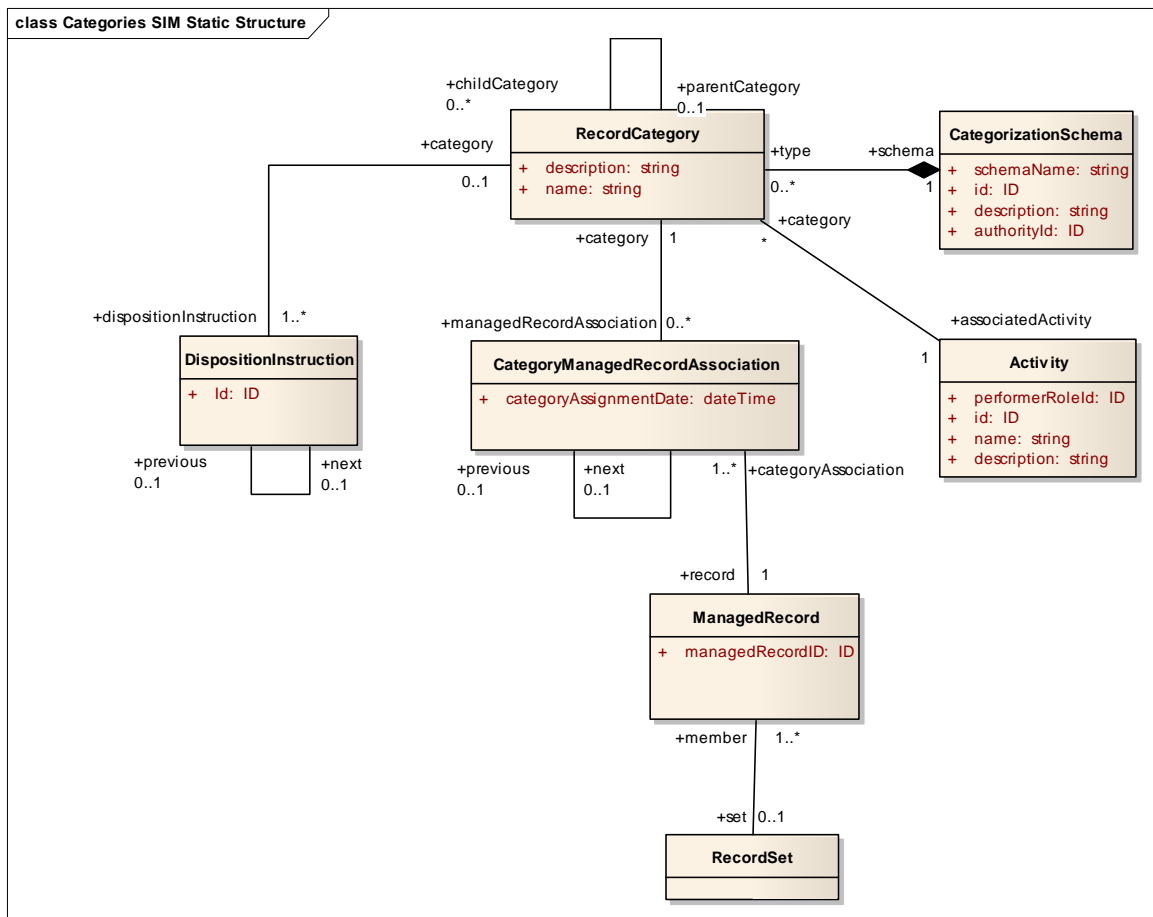 class Categories SIM Static Structure
+childCategory
0..*
+parentCategory
0..1
RecordCategory
+ description: string
+ name: string
+category
0..1
+type
0..*
+schema
1
CategorizationSchema
+ schemaName: string
+ id: ID
+ description: string
+ authorityId: ID
+category
1
+category
*
+dispositionInstruction
1..*
+managedRecordAssociation
0..*
+associatedActivity
1
DispositionInstruction
+ Id: ID
+previous
0..1
+next
0..1
CategoryManagedRecordAssociation
+ categoryAssignmentDate: dateTime
+previous
0..1
+next
0..1
1..*
+categoryAssociation
Activity
+ performerRoleId: ID
+ id: ID
+ name: string
+ description: string
+record
1
ManagedRecord
+ managedRecordID: ID
+member
1..*
+set
0..1
RecordSet